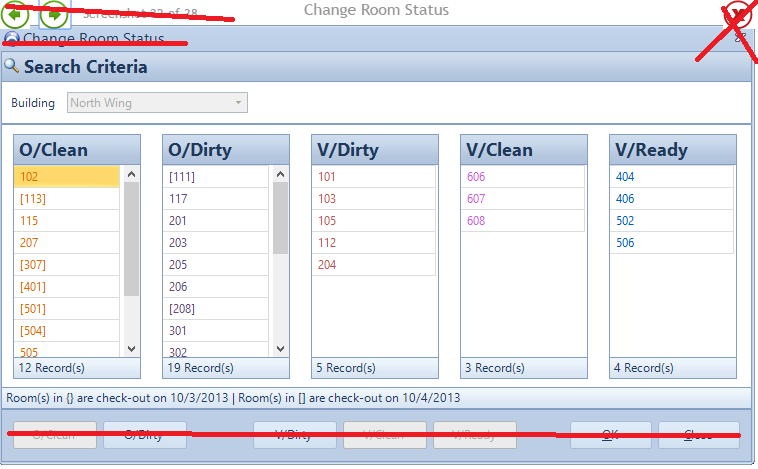 Change Room Status
Screenshot 32 of 38
Change Room Status
Search Criteria
Building North Wing
O/Clean O/Dirty V/Dirty V/Clean V/Ready
102 [111] 101 606 404
[113] 117 103 607 406
115 201 105 608 502
207 203 112 506
[307] 205 204
[401] 206
[501] [208]
[504] 301
505 302
12 Record(s) 19 Record(s) 5 Record(s) 3 Record(s) 4 Record(s)
Room(s) in {} are check-out on 10/3/2013 | Room(s) in [] are check-out on 10/4/2013
O/Clean O/Dirty V/Dirty V/Clean V/Ready OK Close